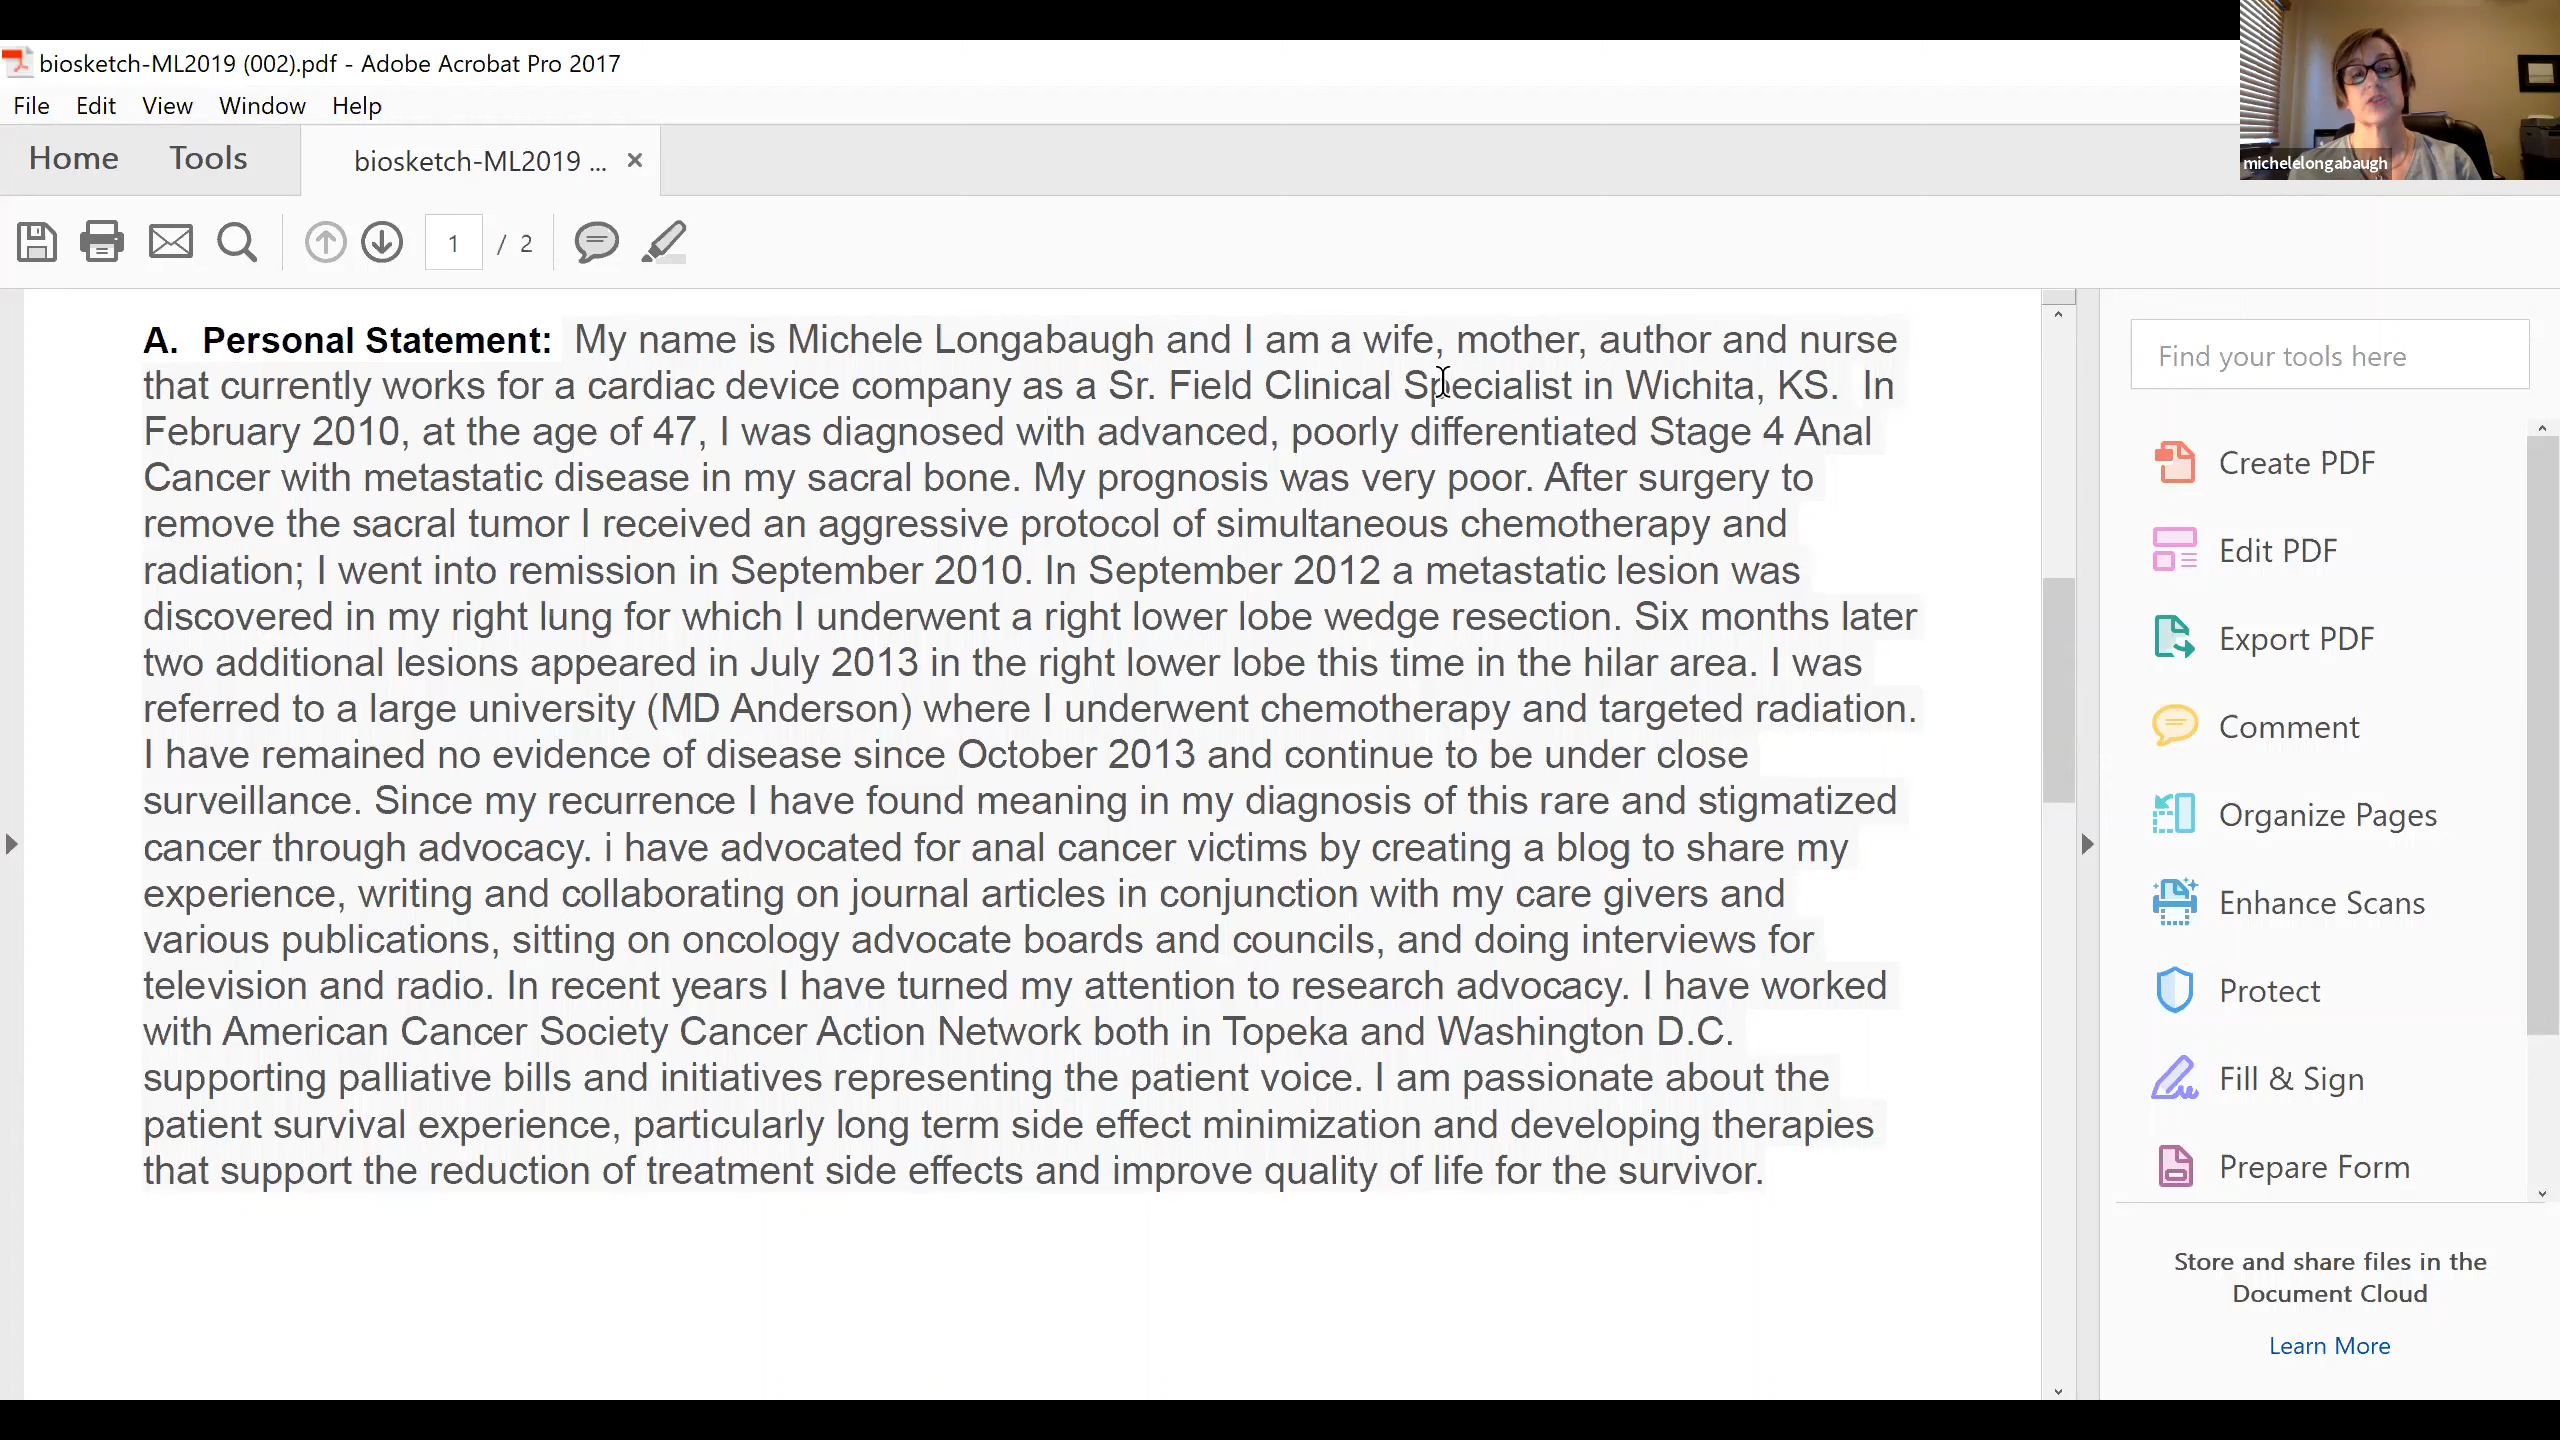 biosketch-ML2019 (002).pdf - Adobe Acrobat Pro 2017
File Edit View Window Help
Home Tools biosketch-ML2019 ... ×
1 / 2
michelelongabaugh
A. Personal Statement: My name is Michele Longabaugh and I am a wife, mother, author and nurse
that currently works for a cardiac device company as a Sr. Field Clinical Specialist in Wichita, KS. In
February 2010, at the age of 47, I was diagnosed with advanced, poorly differentiated Stage 4 Anal
Cancer with metastatic disease in my sacral bone. My prognosis was very poor. After surgery to
remove the sacral tumor I received an aggressive protocol of simultaneous chemotherapy and
radiation; I went into remission in September 2010. In September 2012 a metastatic lesion was
discovered in my right lung for which I underwent a right lower lobe wedge resection. Six months later
two additional lesions appeared in July 2013 in the right lower lobe this time in the hilar area. I was
referred to a large university (MD Anderson) where I underwent chemotherapy and targeted radiation.
I have remained no evidence of disease since October 2013 and continue to be under close
surveillance. Since my recurrence I have found meaning in my diagnosis of this rare and stigmatized
cancer through advocacy. i have advocated for anal cancer victims by creating a blog to share my
experience, writing and collaborating on journal articles in conjunction with my care givers and
various publications, sitting on oncology advocate boards and councils, and doing interviews for
television and radio. In recent years I have turned my attention to research advocacy. I have worked
with American Cancer Society Cancer Action Network both in Topeka and Washington D.C.
supporting palliative bills and initiatives representing the patient voice. I am passionate about the
patient survival experience, particularly long term side effect minimization and developing therapies
that support the reduction of treatment side effects and improve quality of life for the survivor.
Find your tools here
Create PDF
Edit PDF
Export PDF
Comment
Organize Pages
Enhance Scans
Protect
Fill & Sign
Prepare Form
Store and share files in the
Document Cloud
Learn More